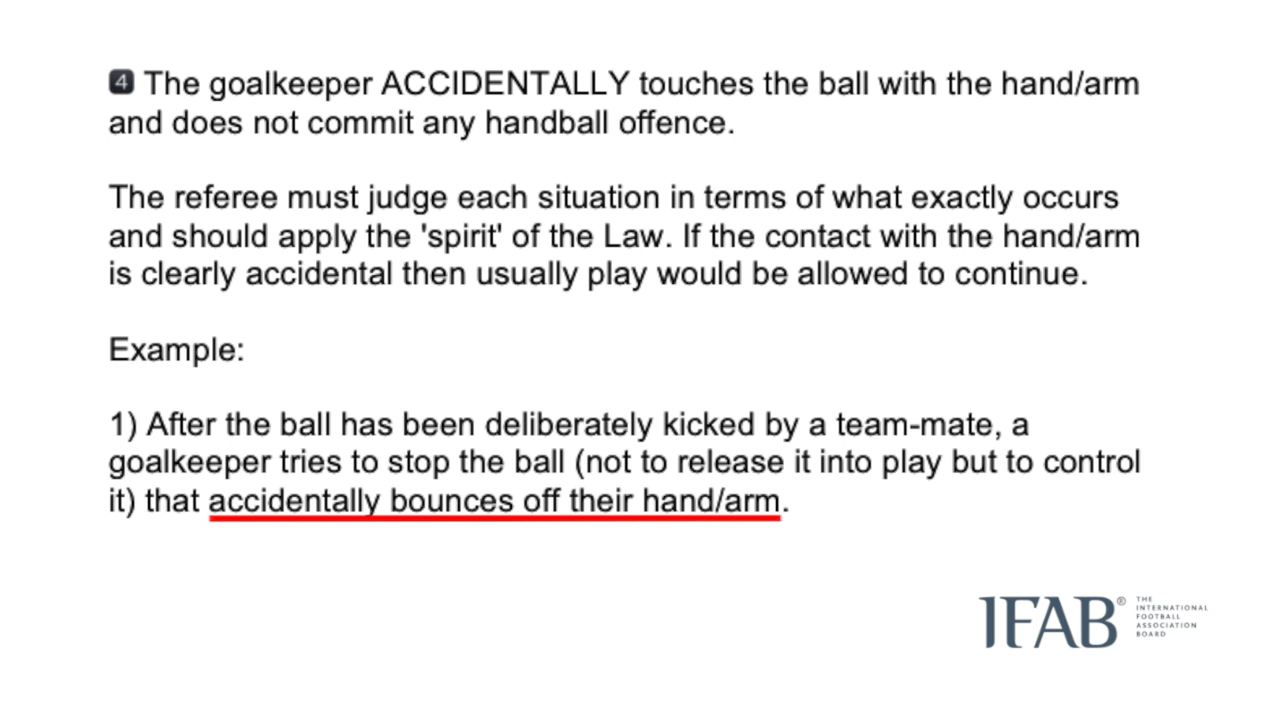 4 The goalkeeper ACCIDENTALLY touches the ball with the hand/arm
and does not commit any handball offence.
The referee must judge each situation in terms of what exactly occurs
and should apply the 'spirit' of the Law. If the contact with the hand/arm
is clearly accidental then usually play would be allowed to continue.
Example:
1) After the ball has been deliberately kicked by a team-mate, a
goalkeeper tries to stop the ball (not to release it into play but to control
it) that accidentally bounces off their hand/arm.
IFAB®
THE
INTERNATIONAL
FOOTBALL
ASSOCIATION
BOARD